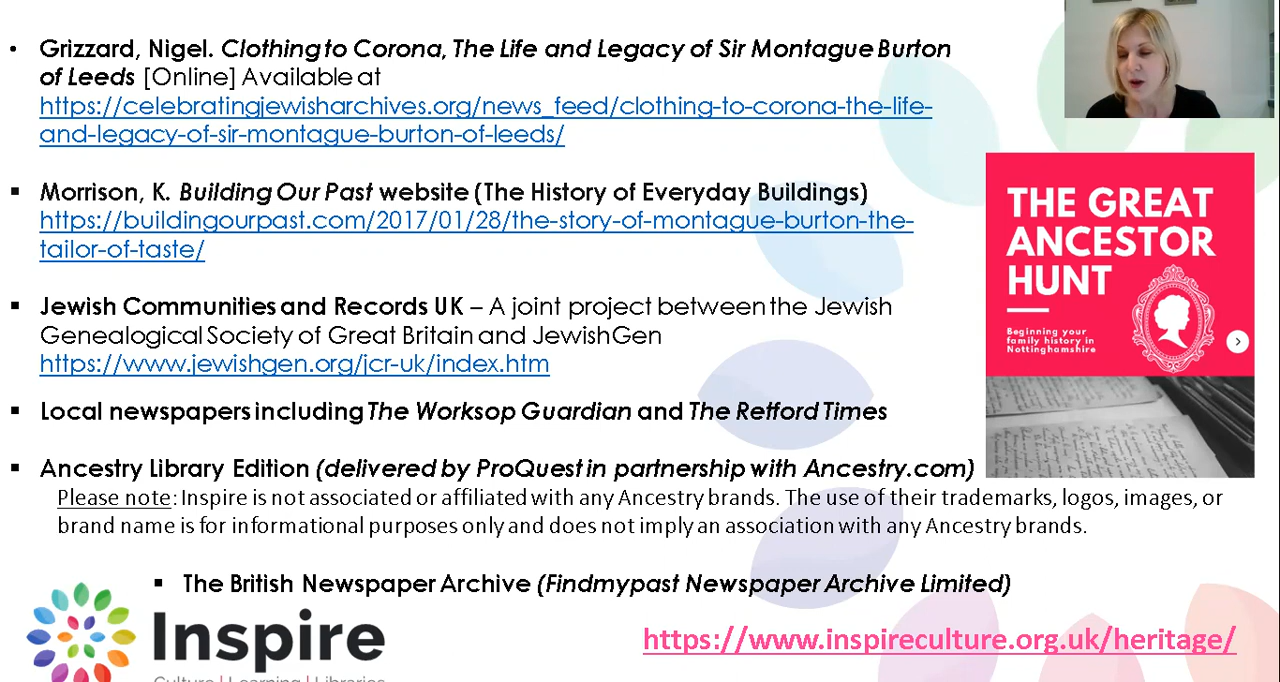 • Grizzard, Nigel. Clothing to Corona, The Life and Legacy of Sir Montague Burton
of Leeds [Online] Available at
https://celebratingjewisharchives.org/news_feed/clothing-to-corona-the-life-
and-legacy-of-sir-montague-burton-of-leeds/
▪ Morrison, K. Building Our Past website (The History of Everyday Buildings)
https://buildingourpast.com/2017/01/28/the-story-of-montague-burton-the-
tailor-of-taste/
▪ Jewish Communities and Records UK – A joint project between the Jewish
Genealogical Society of Great Britain and JewishGen
https://www.jewishgen.org/jcr-uk/index.htm
▪ Local newspapers including The Worksop Guardian and The Retford Times
▪ Ancestry Library Edition (delivered by ProQuest in partnership with Ancestry.com)
Please note: Inspire is not associated or affiliated with any Ancestry brands. The use of their trademarks, logos, images, or
brand name is for informational purposes only and does not imply an association with any Ancestry brands.
▪ The British Newspaper Archive (Findmypast Newspaper Archive Limited)
THE GREAT
ANCESTOR
HUNT
Beginning your
family history in
Nottinghamshire
Inspire
Culture | Learning | Libraries
https://www.inspireculture.org.uk/heritage/